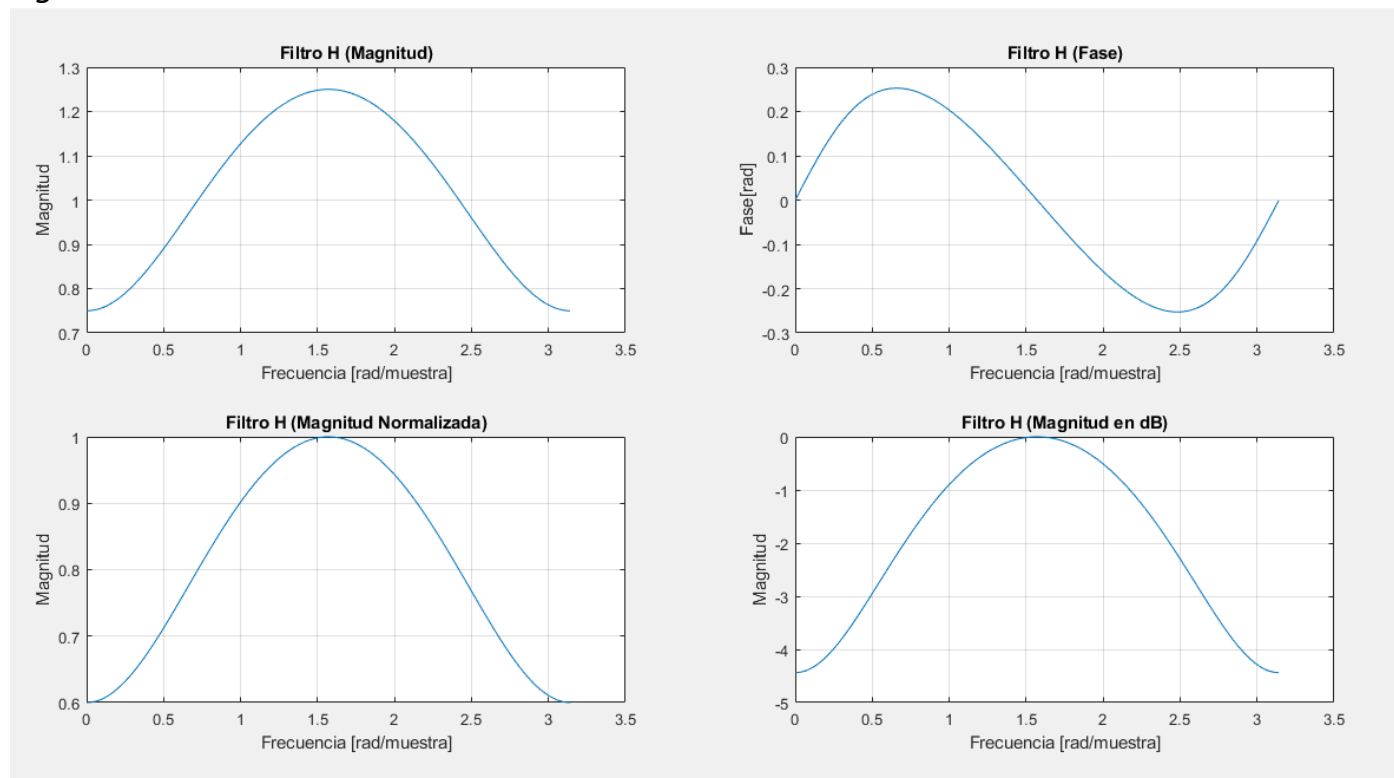 Filtro H (Magnitud)
1.3
1.2
1.1
1
0.9
0.8
0.7
Magnitud
0 0.5 1 1.5 2 2.5 3 3.5
Frecuencia [rad/muestra]
Filtro H (Fase)
0.3
0.2
0.1
0
-0.1
-0.2
-0.3
Fase[rad]
0 0.5 1 1.5 2 2.5 3 3.5
Frecuencia [rad/muestra]
Filtro H (Magnitud Normalizada)
1
0.9
0.8
0.7
0.6
Magnitud
0 0.5 1 1.5 2 2.5 3 3.5
Frecuencia [rad/muestra]
Filtro H (Magnitud en dB)
0
-1
-2
-3
-4
-5
Magnitud
0 0.5 1 1.5 2 2.5 3 3.5
Frecuencia [rad/muestra]